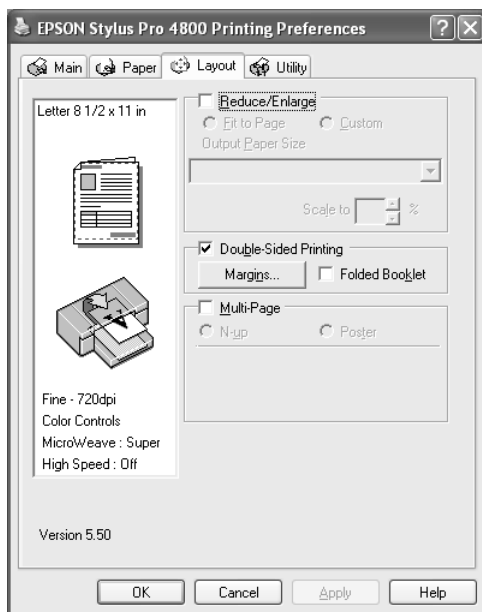 EPSON Stylus Pro 4800 Printing Preferences
Main Paper Layout Utility
Letter 8 1/2 x 11 in
Reduce/Enlarge
Fit to Page Custom
Output Paper Size
Scale to %
Double-Sided Printing
Margins... Folded Booklet
Multi-Page
N-up Poster
Fine - 720dpi
Color Controls
MicroWeave : Super
High Speed : Off
Version 5.50
OK Cancel Apply Help